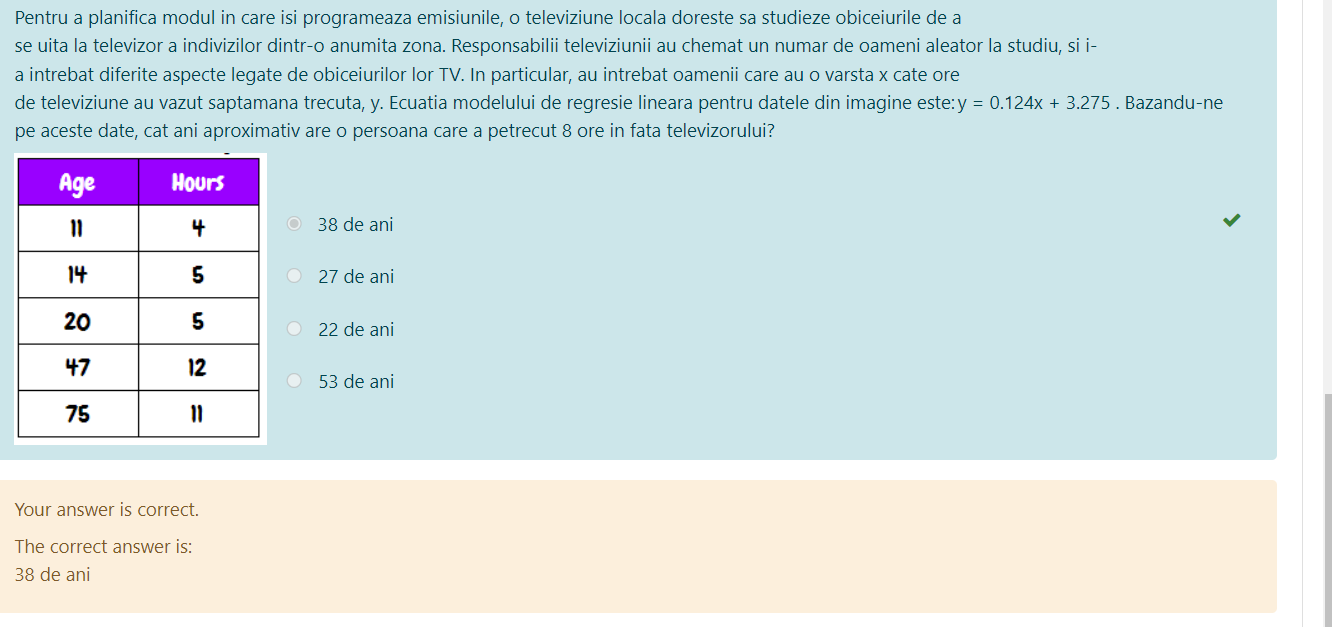 Pentru a planifica modul in care isi programeaza emisiunile, o televiziune locala doreste sa studieze obiceiurile de a
se uita la televizor a indivizilor dintr-o anumita zona. Responsabilii televiziunii au chemat un numar de oameni aleator la studiu, si i-
a intrebat diferite aspecte legate de obiceiurilor lor TV. In particular, au intrebat oamenii care au o varsta x cate ore
de televiziune au vazut saptamana trecuta, y. Ecuatia modelului de regresie lineara pentru datele din imagine este: y = 0.124x + 3.275 . Bazandu-ne
pe aceste date, cat ani aproximativ are o persoana care a petrecut 8 ore in fata televizorului?
Age Hours
11 4
14 5
20 5
47 12
75 11
38 de ani
27 de ani
22 de ani
53 de ani
Your answer is correct.
The correct answer is:
38 de ani